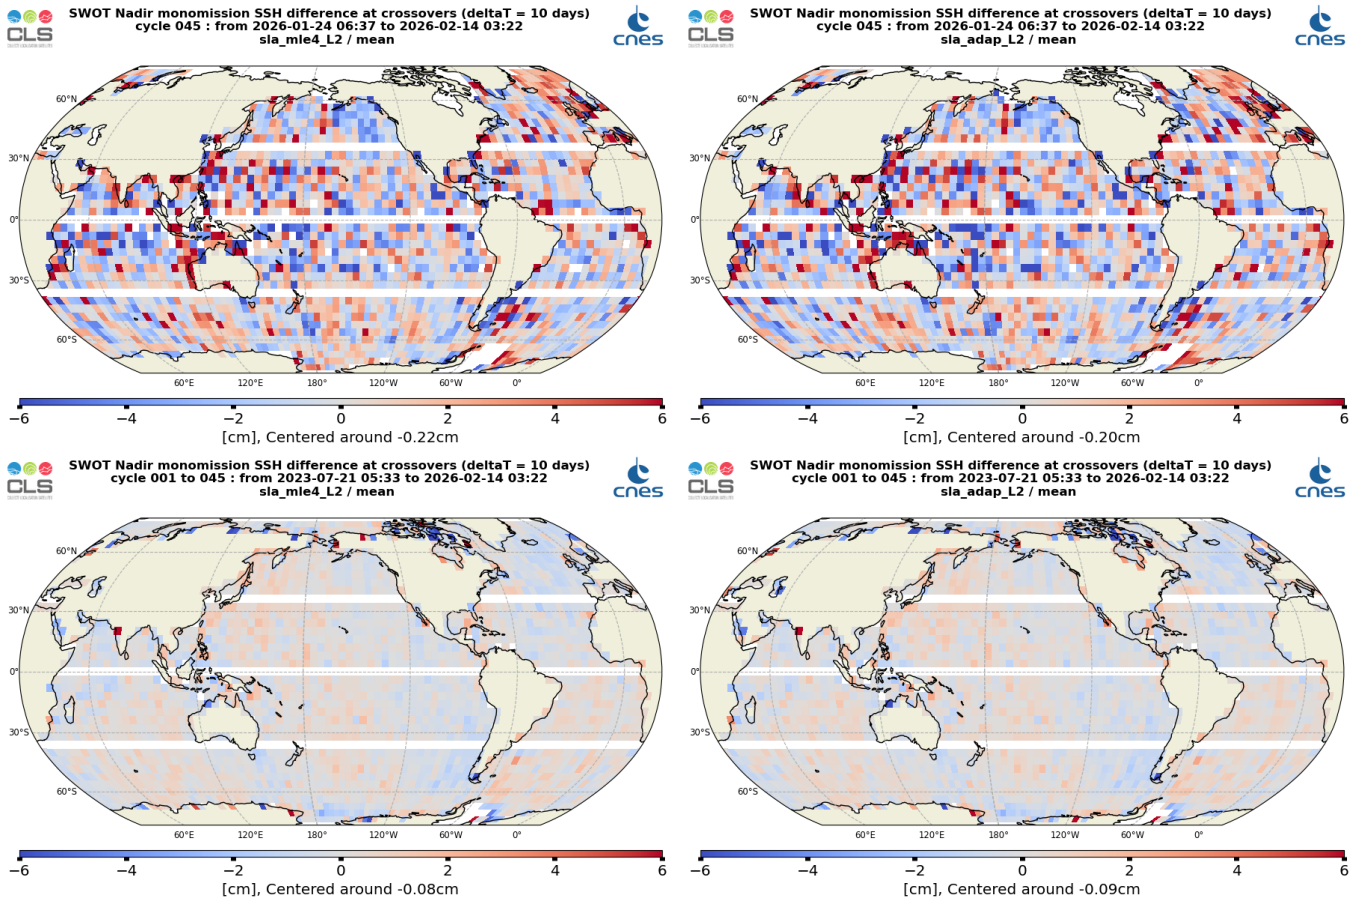 SWOT Nadir monomission SSH difference at crossovers (deltaT = 10 days)
cycle 045 : from 2026-01-24 06:37 to 2026-02-14 03:22
sla_mle4_L2 / mean
CLS
cnes
60°N
30°N
0°
30°S
60°S
60°E 120°E 180° 120°W 60°W 0°
−6 −4 −2 0 2 4 6
[cm], Centered around -0.22cm
SWOT Nadir monomission SSH difference at crossovers (deltaT = 10 days)
cycle 045 : from 2026-01-24 06:37 to 2026-02-14 03:22
sla_adap_L2 / mean
CLS
cnes
60°N
30°N
0°
30°S
60°S
60°E 120°E 180° 120°W 60°W 0°
−6 −4 −2 0 2 4 6
[cm], Centered around -0.20cm
SWOT Nadir monomission SSH difference at crossovers (deltaT = 10 days)
cycle 001 to 045 : from 2023-07-21 05:33 to 2026-02-14 03:22
sla_mle4_L2 / mean
CLS
cnes
60°N
30°N
0°
30°S
60°S
60°E 120°E 180° 120°W 60°W 0°
−6 −4 −2 0 2 4 6
[cm], Centered around -0.08cm
SWOT Nadir monomission SSH difference at crossovers (deltaT = 10 days)
cycle 001 to 045 : from 2023-07-21 05:33 to 2026-02-14 03:22
sla_adap_L2 / mean
CLS
cnes
60°N
30°N
0°
30°S
60°S
60°E 120°E 180° 120°W 60°W 0°
−6 −4 −2 0 2 4 6
[cm], Centered around -0.09cm